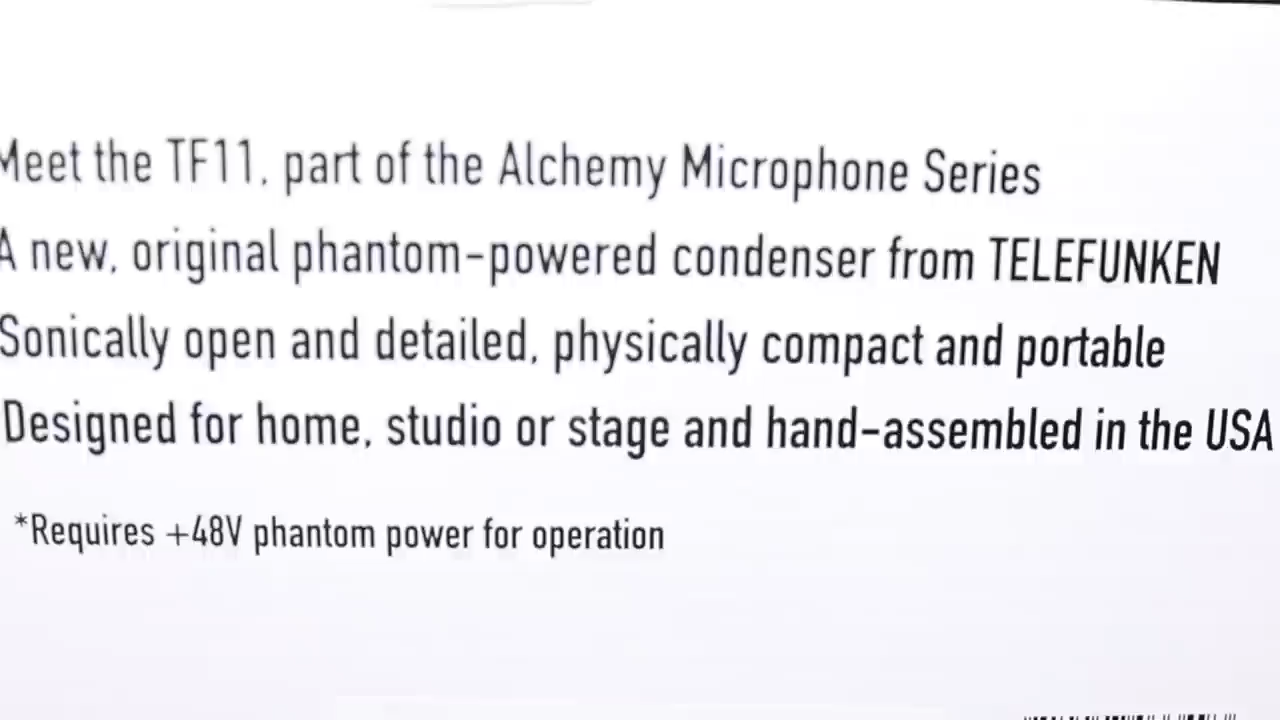 Meet the TF11, part of the Alchemy Microphone Series
A new, original phantom-powered condenser from TELEFUNKEN
Sonically open and detailed, physically compact and portable
Designed for home, studio or stage and hand-assembled in the USA
*Requires +48V phantom power for operation